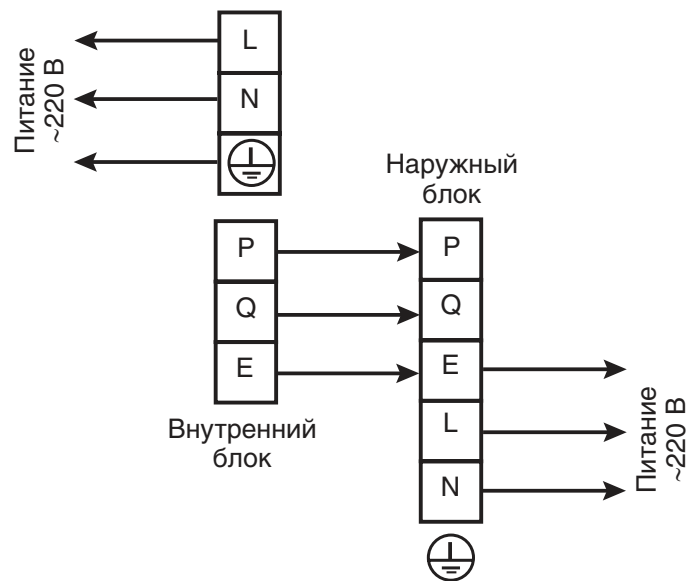 Питание
~220 В
L
N
Наружный
блок
P
Q
E
Внутренний
блок
P
Q
E
L
N
Питание
~220 В